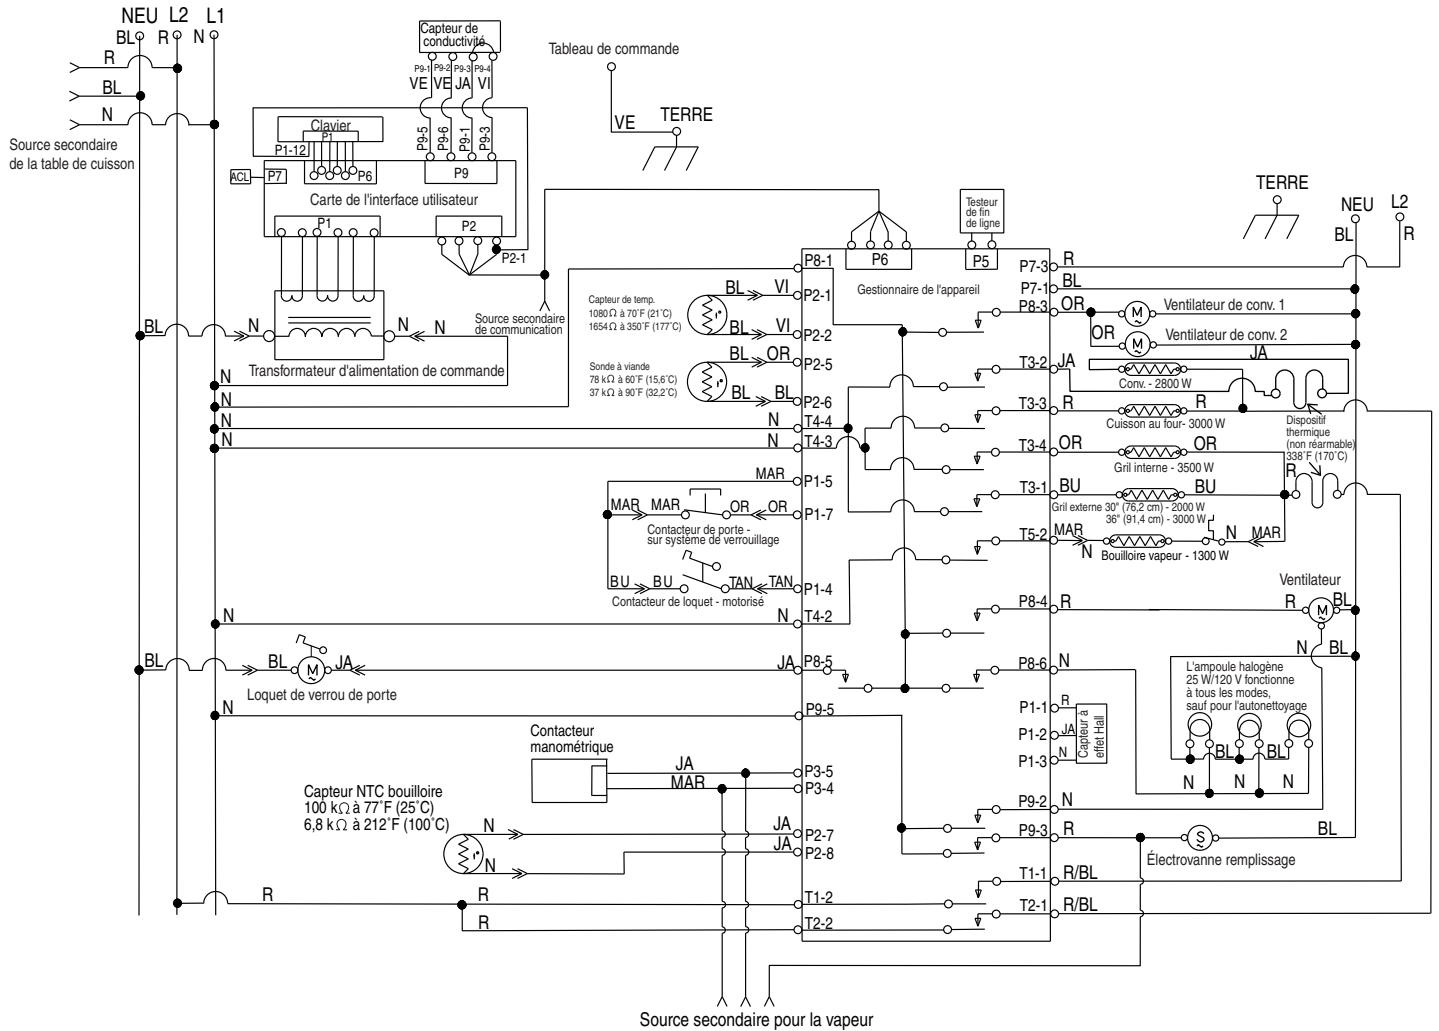 NEU L2 L1
BL R N
R
BL
N
Source secondaire
de la table de cuisson
Capteur de
conductivité
P9-1 P9-2 P9-3 P9-4
VE VE JA VI
P9-5 P9-6 P9-1 P9-3
Tableau de commande
VE
TERRE
Clavier
P1
P1-12
ACL P7 P6 P9
Carte de l'interface utilisateur
P1 P2
P2-1
Source secondaire
de communication
BL N N N
Transformateur d'alimentation de commande
N
N
N
N
Capteur de temp.
1080Ω à 70˚F (21˚C)
1654Ω à 350˚F (177˚C)
BL VI
BL VI
Sonde à viande
78 kΩ à 60˚F (15,6˚C)
37 kΩ à 90˚F (32,2˚C)
BL OR
BL BL
N
N
MAR
MAR MAR OR OR
Contacteur de porte -
sur système de verrouillage
BU BU TAN TAN
Contacteur de loquet - motorisé
N N
BL BL JA JA
M
Loquet de verrou de porte
N
Contacteur
manométrique
JA
MAR
Capteur NTC bouilloire
100 kΩ à 77˚F (25˚C)
6,8 kΩ à 212˚F (100˚C)
N JA
N JA
R R
R
P8-1
P2-1
P2-2
P2-5
P2-6
T4-4
T4-3
P1-5
P1-7
P1-4
T4-2
P8-5
P9-5
P3-5
P3-4
P2-7
P2-8
T1-2
T2-2
P6
Testeur
de fin
de ligne
P5
Gestionnaire de l'appareil
TERRE
NEU L2
BL R
P7-3 R
P7-1 BL
P8-3 OR M Ventilateur de conv. 1
OR M Ventilateur de conv. 2
T3-2 JA JA
Conv. - 2800 W
T3-3 R R
Cuisson au four- 3000 W
Dispositif
thermique
(non réarmable)
338˚F (170˚C)
T3-4 OR OR
Gril interne - 3500 W
R
T3-1 BU BU
Gril externe 30" (76,2 cm) - 2000 W
36" (91,4 cm) - 3000 W
T5-2 MAR N N MAR
Bouilloire vapeur - 1300 W
Ventilateur
P8-4 R R M BL
N BL
P8-6 N
L'ampoule halogène
25 W/120 V fonctionne
à tous les modes,
sauf pour l'autonettoyage
BL BL
N N N
P1-1 R
P1-2 JA
P1-3 N
Capteur à
effet Hall
P9-2 N
P9-3 R S BL
Électrovanne remplissage
T1-1 R/BL
T2-1 R/BL
Source secondaire pour la vapeur